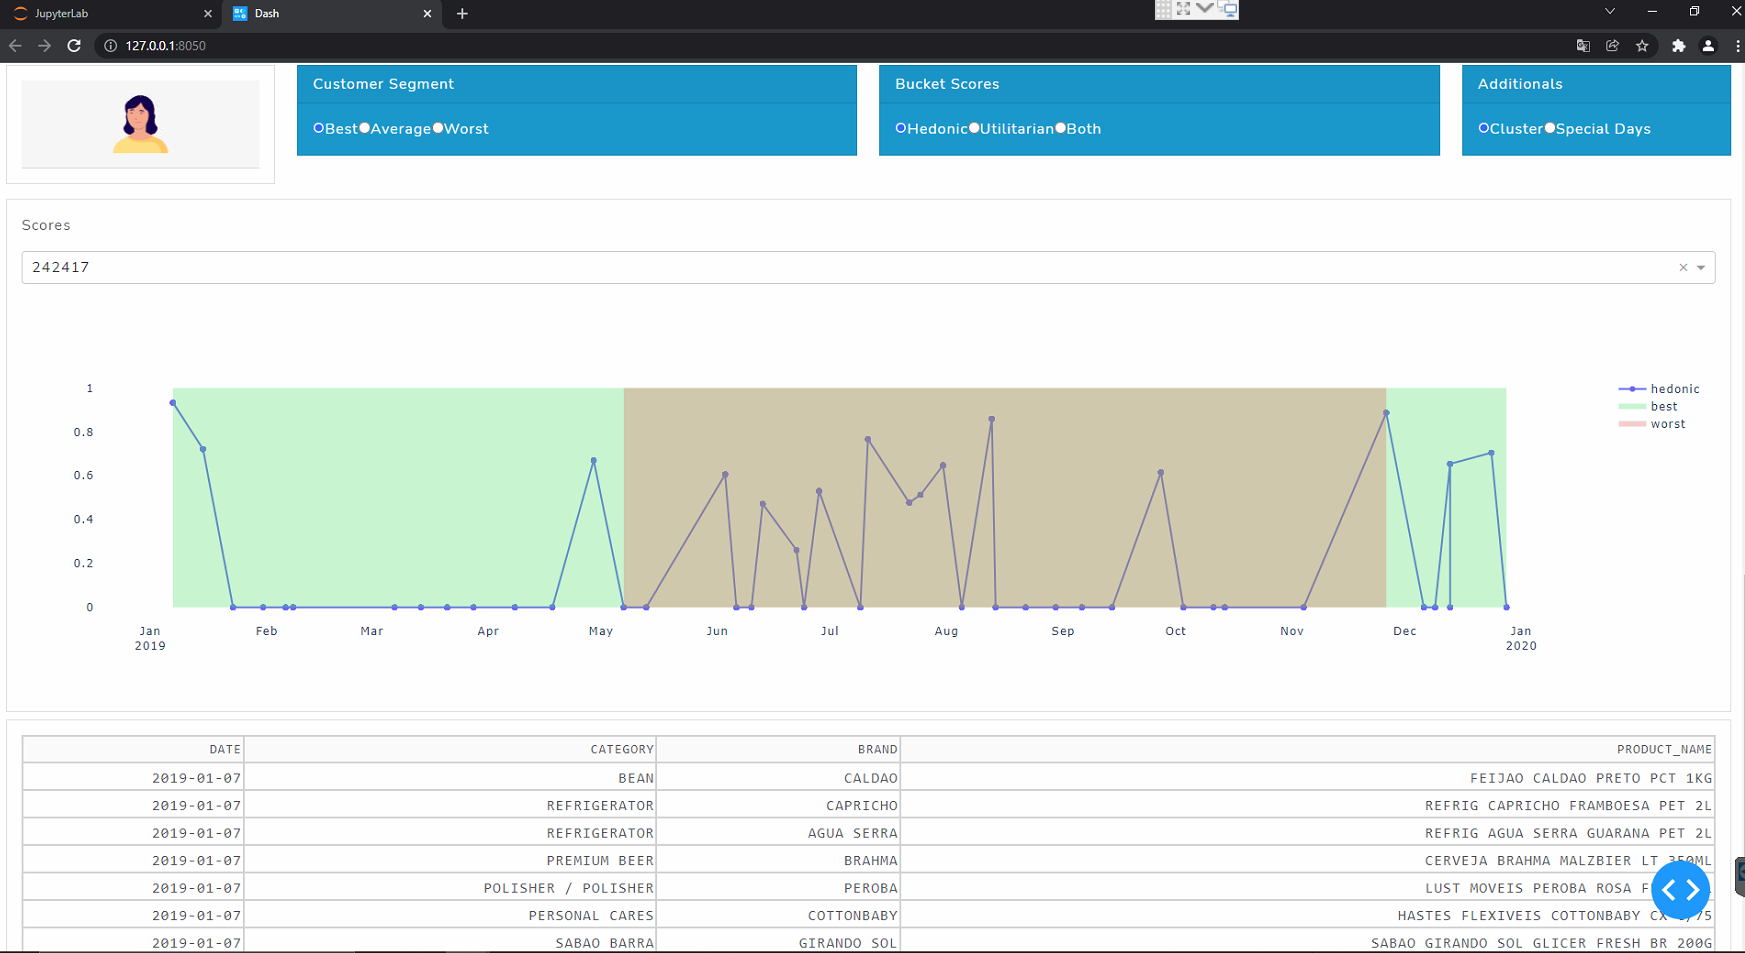 JupyterLab
Dash
127.0.0.1:8050
Customer Segment
Best Average Worst
Bucket Scores
Hedonic Utilitarian Both
Additionals
Cluster Special Days
Scores
242417
1
0.8
0.6
0.4
0.2
0
Jan Feb Mar Apr May Jun Jul Aug Sep Oct Nov Dec Jan
2019 2020
hedonic
best
worst
DATE CATEGORY BRAND PRODUCT_NAME
2019-01-07 BEAN CALDAO FEIJAO CALDAO PRETO PCT 1KG
2019-01-07 REFRIGERATOR CAPRICHO REFRIG CAPRICHO FRAMBOESA PET 2L
2019-01-07 REFRIGERATOR AGUA SERRA REFRIG AGUA SERRA GUARANA PET 2L
2019-01-07 PREMIUM BEER BRAHMA CERVEJA BRAHMA MALZBIER LT 350ML
2019-01-07 POLISHER / POLISHER PEROBA LUST MOVEIS PEROBA ROSA
2019-01-07 PERSONAL CARES COTTONBABY HASTES FLEXIVEIS COTTONBABY
2019-01-07 SABAO BARRA GIRANDO SOL SABAO GIRANDO SOL GLICER FRESH BR 200G